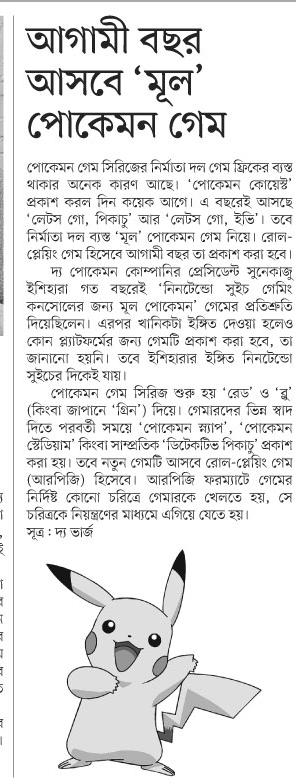 আগামী বছর
আসবে ‘মূল’
পোকেমন গেম
পোকেমন গেম সিরিজের নির্মাতা দল গেম ফ্রিকের ব্যস্ত
থাকার অনেক কারণ আছে। ‘পোকেমন কোয়েস্ট’
প্রকাশ করল দিন কয়েক আগে। এ বছরেই আসছে
‘লেটস গো, পিকাচু’ আর ‘লেটস গো, ইভি’। তবে
নির্মাতা দল ব্যস্ত ‘মূল’ পোকেমন গেম নিয়ে। রোল-
প্লেয়িং গেম হিসেবে আগামী বছর তা প্রকাশ করা হবে।
দ্য পোকেমন কোম্পানির প্রেসিডেন্ট সুনেকাজু
ইশিহারা গত বছরেই ‘নিনটেন্ডো সুইচ গেমিং
কনসোলের জন্য মূল পোকেমন’ গেমের প্রতিশ্রুতি
দিয়েছিলেন। এরপর খানিকটা ইঙ্গিত দেওয়া হলেও
কোন প্ল্যাটফর্মের জন্য গেমটি প্রকাশ করা হবে, তা
জানানো হয়নি। তবে ইশিহারার ইঙ্গিত নিনটেন্ডো
সুইচের দিকেই যায়।
পোকেমন গেম সিরিজ শুরু হয় ‘রেড’ ও ‘ব্লু’
(কিংবা জাপানে ‘গ্রিন’) দিয়ে। গেমারদের ভিন্ন স্বাদ
দিতে পরবর্তী সময়ে ‘পোকেমন স্ন্যাপ’, ‘পোকেমন
স্টেডিয়াম’ কিংবা সাম্প্রতিক ‘ডিটেকটিভ পিকাচু’ প্রকাশ
করা হয়। তবে নতুন গেমটি আসবে রোল-প্লেয়িং গেম
(আরপিজি) হিসেবে। আরপিজি ফরম্যাটে গেমের
নির্দিষ্ট কোনো চরিত্রে গেমারকে খেলতে হয়, সে
চরিত্রকে নিয়ন্ত্রণের মাধ্যমে এগিয়ে যেতে হয়।
সূত্র : দ্য ভার্জ